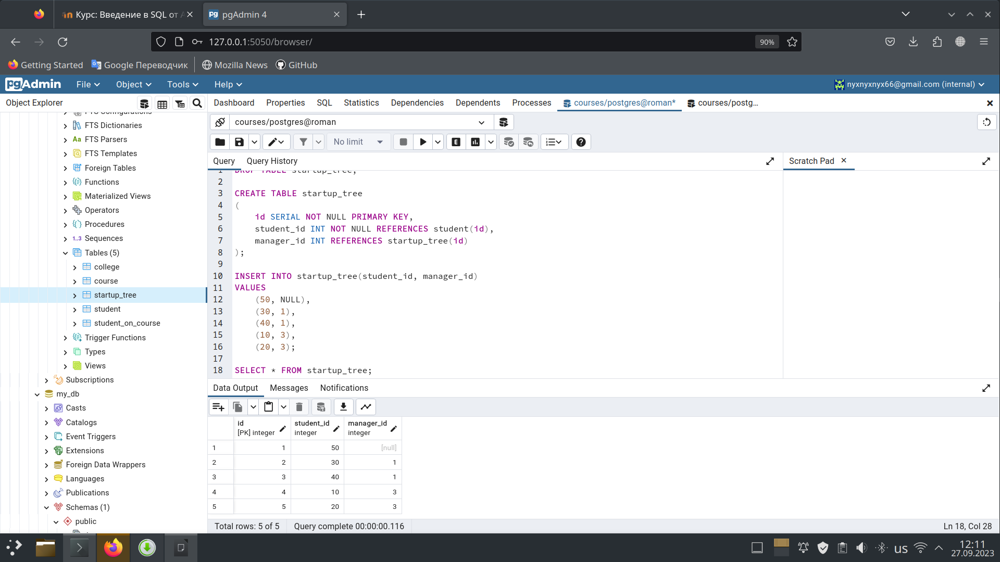 Курс: Введение в SQL от
pgAdmin 4
127.0.0.1:5050/browser/
90%
Getting Started
Google Переводчик
Mozilla News
GitHub
pgAdmin
File
Object
Tools
Help
nyxnyxnyx66@gmail.com (internal)
Object Explorer
Dashboard
Properties
SQL
Statistics
Dependencies
Dependents
Processes
courses/postgres@roman*
courses/postg...
FTS Configurations
FTS Dictionaries
Aa FTS Parsers
FTS Templates
Foreign Tables
Functions
Materialized Views
Operators
Procedures
1..3 Sequences
Tables (5)
college
course
startup_tree
student
student_on_course
Trigger Functions
Types
Views
Subscriptions
my_db
Casts
Catalogs
Event Triggers
Extensions
Foreign Data Wrappers
Languages
Publications
Schemas (1)
public
courses/postgres@roman
No limit
E
Query
Query History
Scratch Pad
1 DROP TABLE startup_tree;
2
3 CREATE TABLE startup_tree
4 (
5 id SERIAL NOT NULL PRIMARY KEY,
6 student_id INT NOT NULL REFERENCES student(id),
7 manager_id INT REFERENCES startup_tree(id)
8 );
9
10 INSERT INTO startup_tree(student_id, manager_id)
11 VALUES
12 (50, NULL),
13 (30, 1),
14 (40, 1),
15 (10, 3),
16 (20, 3);
17
18 SELECT * FROM startup_tree;
Data Output
Messages
Notifications
id student_id manager_id
[PK] integer integer integer
1 1 50 [null]
2 2 30 1
3 3 40 1
4 4 10 3
5 5 20 3
Total rows: 5 of 5
Query complete 00:00:00.116
Ln 18, Col 28
us
12:11
27.09.2023